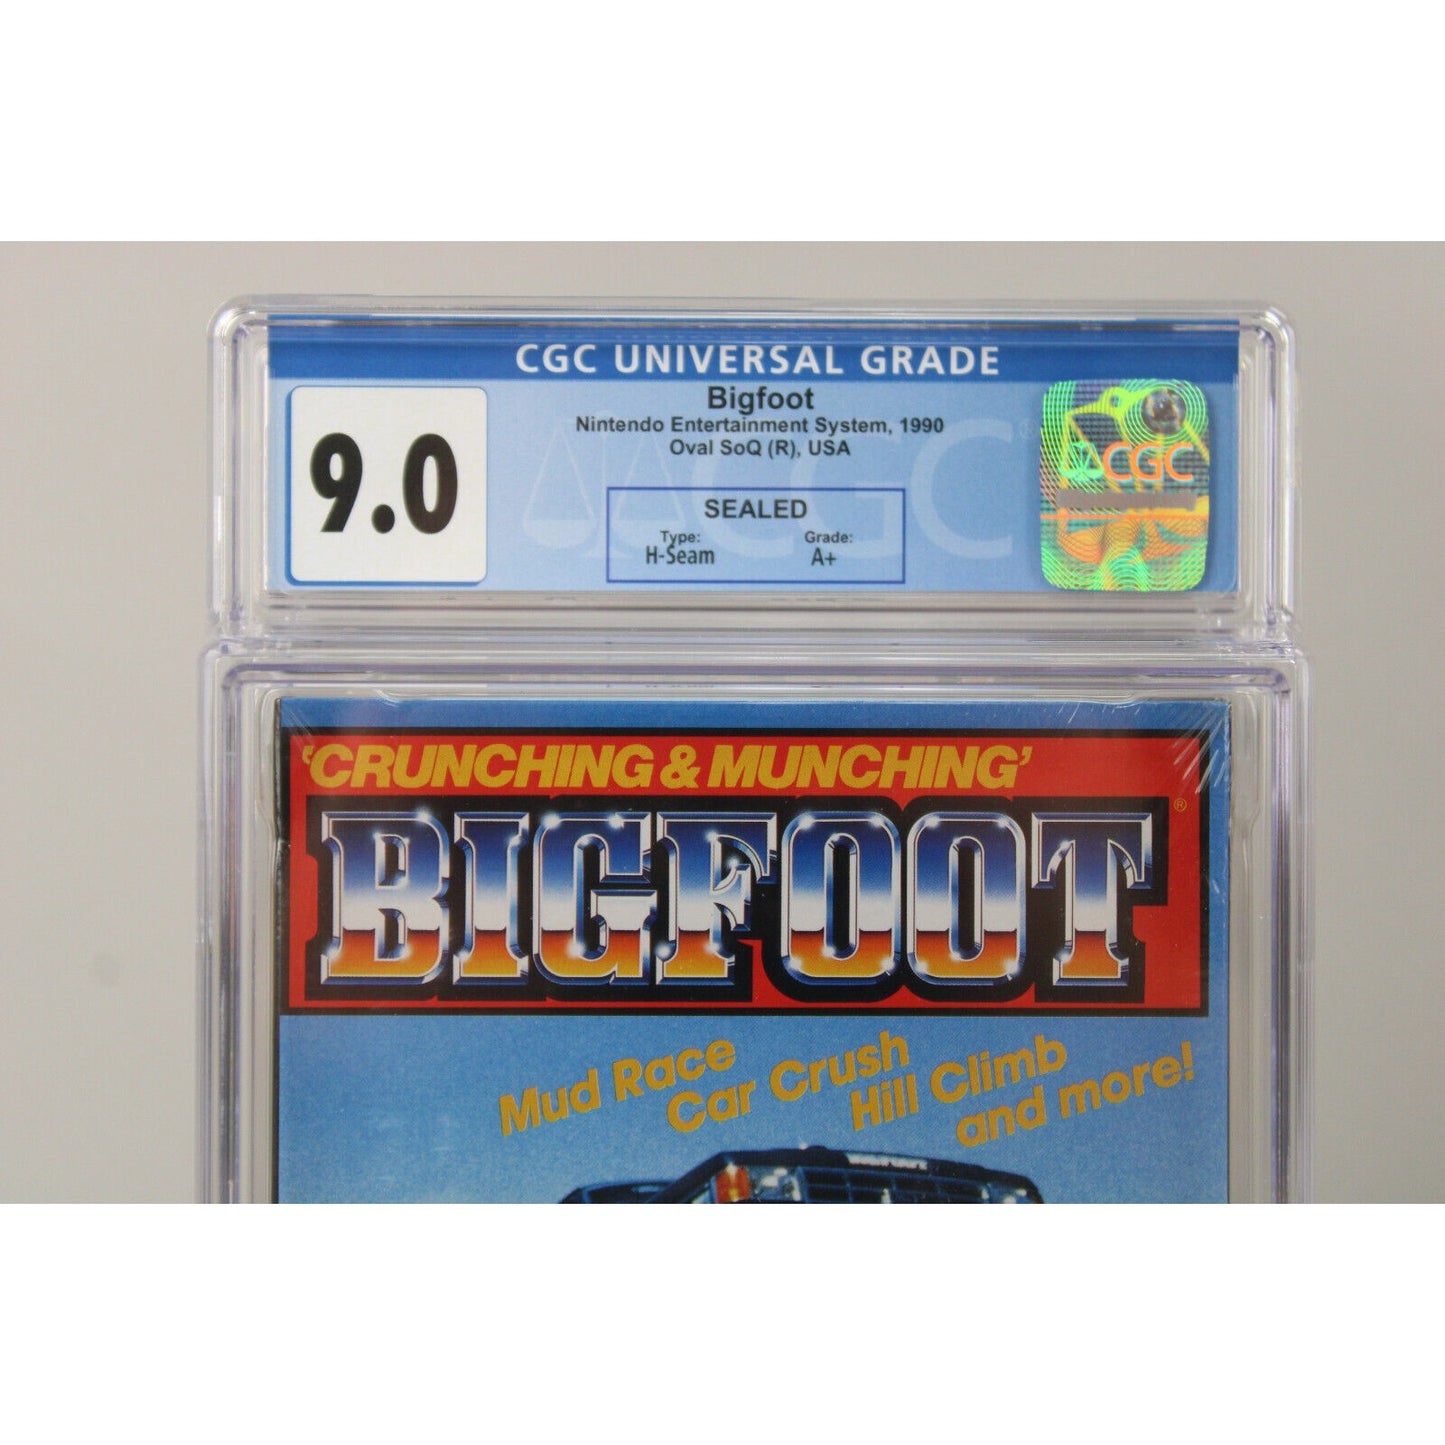 CGC UNIVERSAL GRADE
9.0
Bigfoot
Nintendo Entertainment System, 1990
Oval SoQ (R), USA
CGC
®
CGC
SEALED
Type:
Grade:
H-Seam
A+
'CRUNCHING & MUNCHING'
BIGFOOT®
Mud Race
Car Crush
Hill Climb
and more!